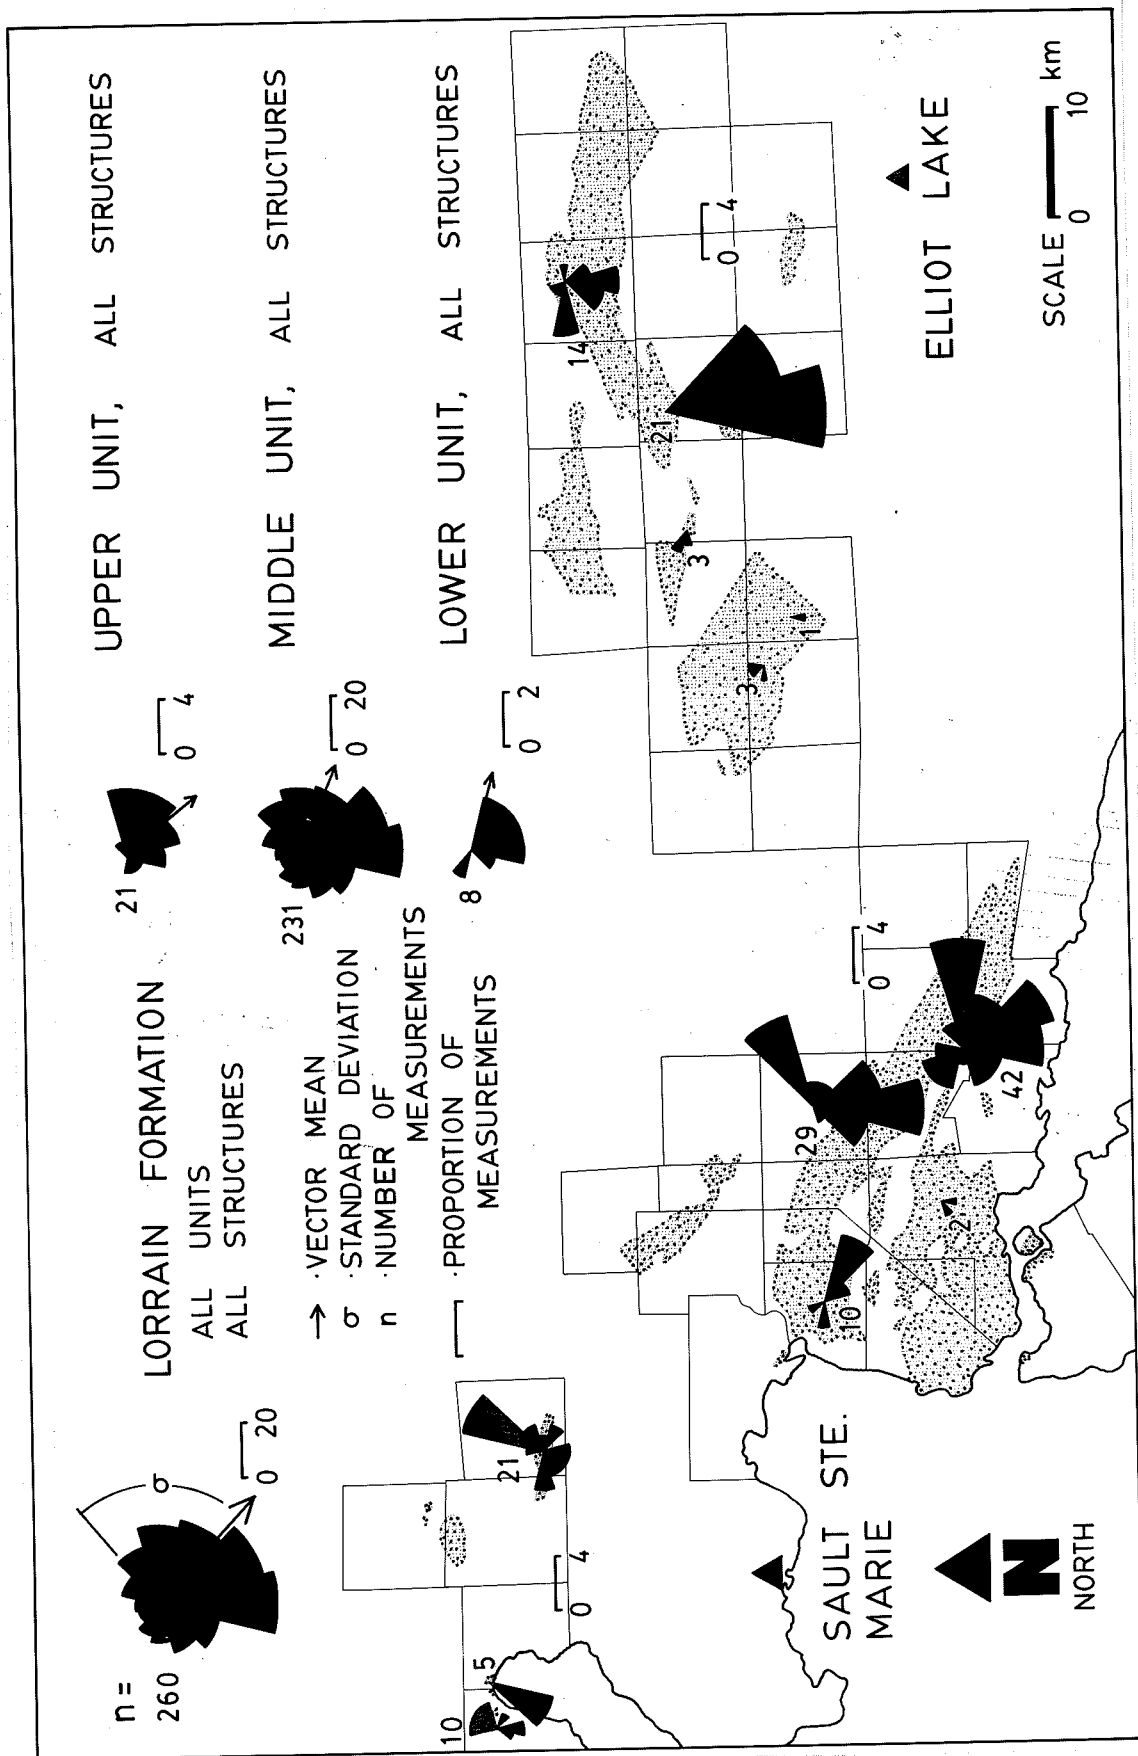 n =
260
σ
0 20
LORRAIN FORMATION
ALL UNITS
ALL STRUCTURES
→ · VECTOR MEAN
σ · STANDARD DEVIATION
n · NUMBER OF
MEASUREMENTS
· PROPORTION OF
MEASUREMENTS
21
0 4
UPPER UNIT, ALL STRUCTURES
231
0 20
MIDDLE UNIT, ALL STRUCTURES
8
0 2
LOWER UNIT, ALL STRUCTURES
10
5
21
0 4
14
21
3
3
1
0 4
29
10
2
42
0 4
SAULT STE.
MARIE
ELLIOT LAKE
N
NORTH
SCALE
0 10
km